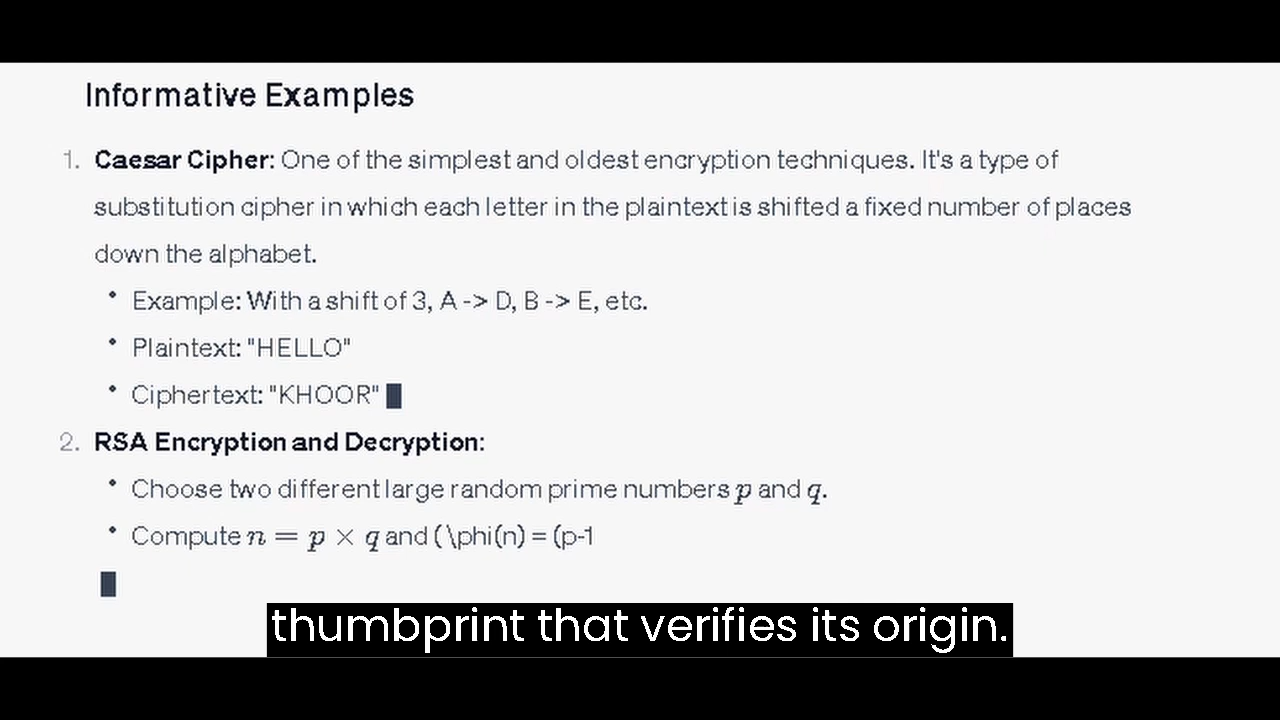 Informative Examples
1. Caesar Cipher: One of the simplest and oldest encryption techniques. It's a type of
substitution cipher in which each letter in the plaintext is shifted a fixed number of places
down the alphabet.
• Example: With a shift of 3, A -> D, B -> E, etc.
• Plaintext: "HELLO"
• Ciphertext: "KHOOR"
2. RSA Encryption and Decryption:
• Choose two different large random prime numbers p and q.
• Compute n = p × q and ( \phi(n) = (p-1
thumbprint that verifies its origin.